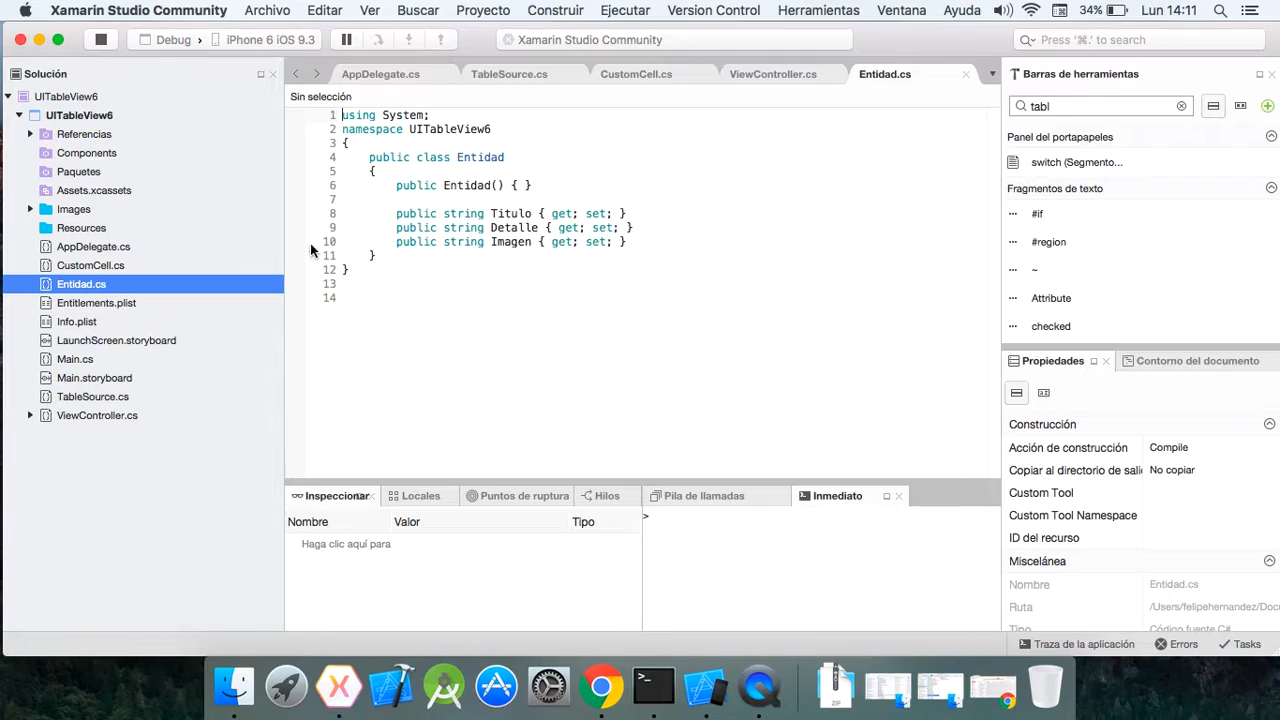 Xamarin Studio Community Archivo Editar Ver Buscar Proyecto Construir Ejecutar Version Control Herramientas Ventana Ayuda 34% Lun 14:11
Debug iPhone 6 iOS 9.3 Xamarin Studio Community Press '⌘.' to search
Solución
UITableView6
UITableView6
Referencias
Components
Paquetes
Assets.xcassets
Images
Resources
AppDelegate.cs
CustomCell.cs
Entidad.cs
Entitlements.plist
Info.plist
LaunchScreen.storyboard
Main.cs
Main.storyboard
TableSource.cs
ViewController.cs
AppDelegate.cs TableSource.cs CustomCell.cs ViewController.cs Entidad.cs
Sin selección
1 using System;
2 namespace UITableView6
3 {
4 public class Entidad
5 {
6 public Entidad() { }
7
8 public string Titulo { get; set; }
9 public string Detalle { get; set; }
10 public string Imagen { get; set; }
11 }
12 }
13
14
Inspeccionar Locales Puntos de ruptura Hilos
Nombre Valor Tipo
Haga clic aquí para
Pila de llamadas Inmediato
>
Barras de herramientas
tabl
Panel del portapapeles
switch (Segmento...
Fragmentos de texto
#if
#region
~
Attribute
checked
Propiedades Contorno del documento
Construcción
Acción de construcción Compile
Copiar al directorio de sali No copiar
Custom Tool
Custom Tool Namespace
ID del recurso
Miscelánea
Nombre Entidad.cs
Ruta /Users/felipehernandez/Doc
Tipo Código fuente C#
Traza de la aplicación Errors Tasks
>_
ZIP